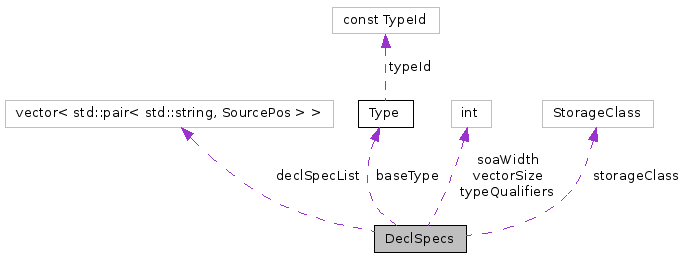 const TypeId
typeId
vector< std::pair< std::string, SourcePos > >
Type
int
StorageClass
declSpecList
baseType
soaWidth
vectorSize
typeQualifiers
storageClass
DeclSpecs